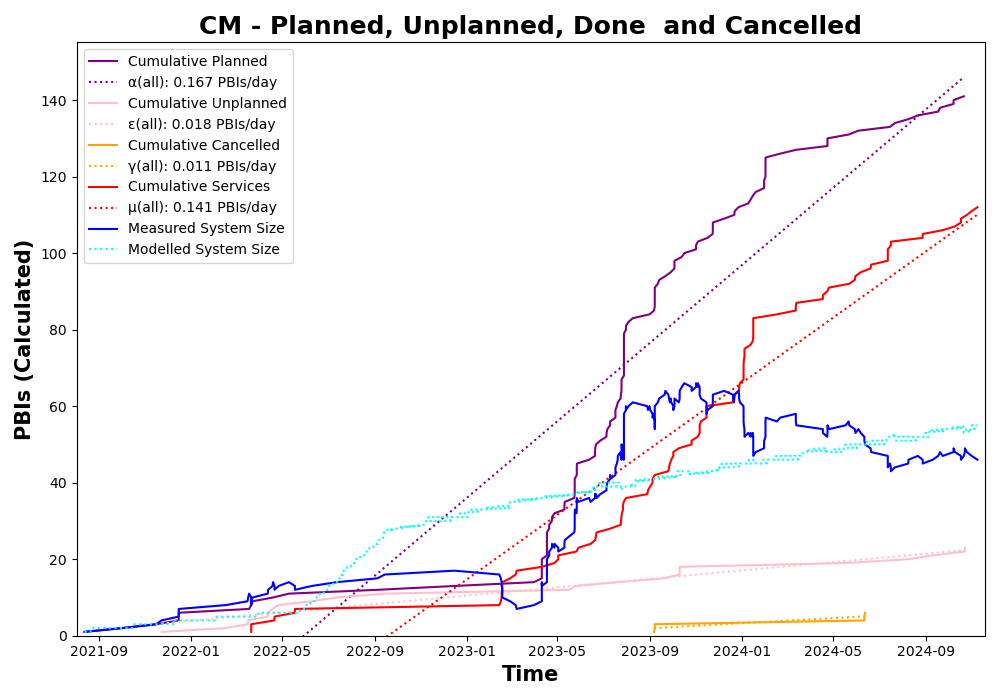 CM - Planned, Unplanned, Done  and Cancelled
Cumulative Planned
α(all): 0.167 PBIs/day
Cumulative Unplanned
ε(all): 0.018 PBIs/day
Cumulative Cancelled
γ(all): 0.011 PBIs/day
Cumulative Services
μ(all): 0.141 PBIs/day
Measured System Size
Modelled System Size
PBIs (Calculated)
140
120
100
80
60
40
20
0
2021-09 2022-01 2022-05 2022-09 2023-01 2023-05 2023-09 2024-01 2024-05 2024-09
Time